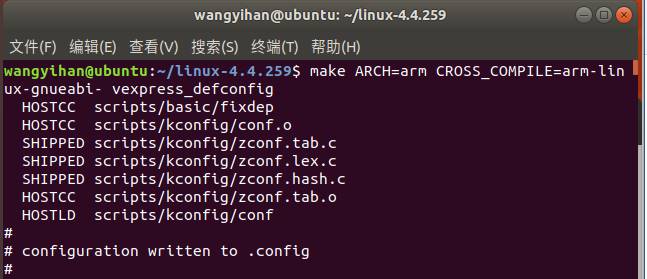 wangyihan@ubuntu: ~/linux-4.4.259
文件(F) 编辑(E) 查看(V) 搜索(S) 终端(T) 帮助(H)
wangyihan@ubuntu:~/linux-4.4.259$ make ARCH=arm CROSS_COMPILE=arm-lin
ux-gnueabi- vexpress_defconfig
  HOSTCC  scripts/basic/fixdep
  HOSTCC  scripts/kconfig/conf.o
  SHIPPED scripts/kconfig/zconf.tab.c
  SHIPPED scripts/kconfig/zconf.lex.c
  SHIPPED scripts/kconfig/zconf.hash.c
  HOSTCC  scripts/kconfig/zconf.tab.o
  HOSTLD  scripts/kconfig/conf
#
# configuration written to .config
#